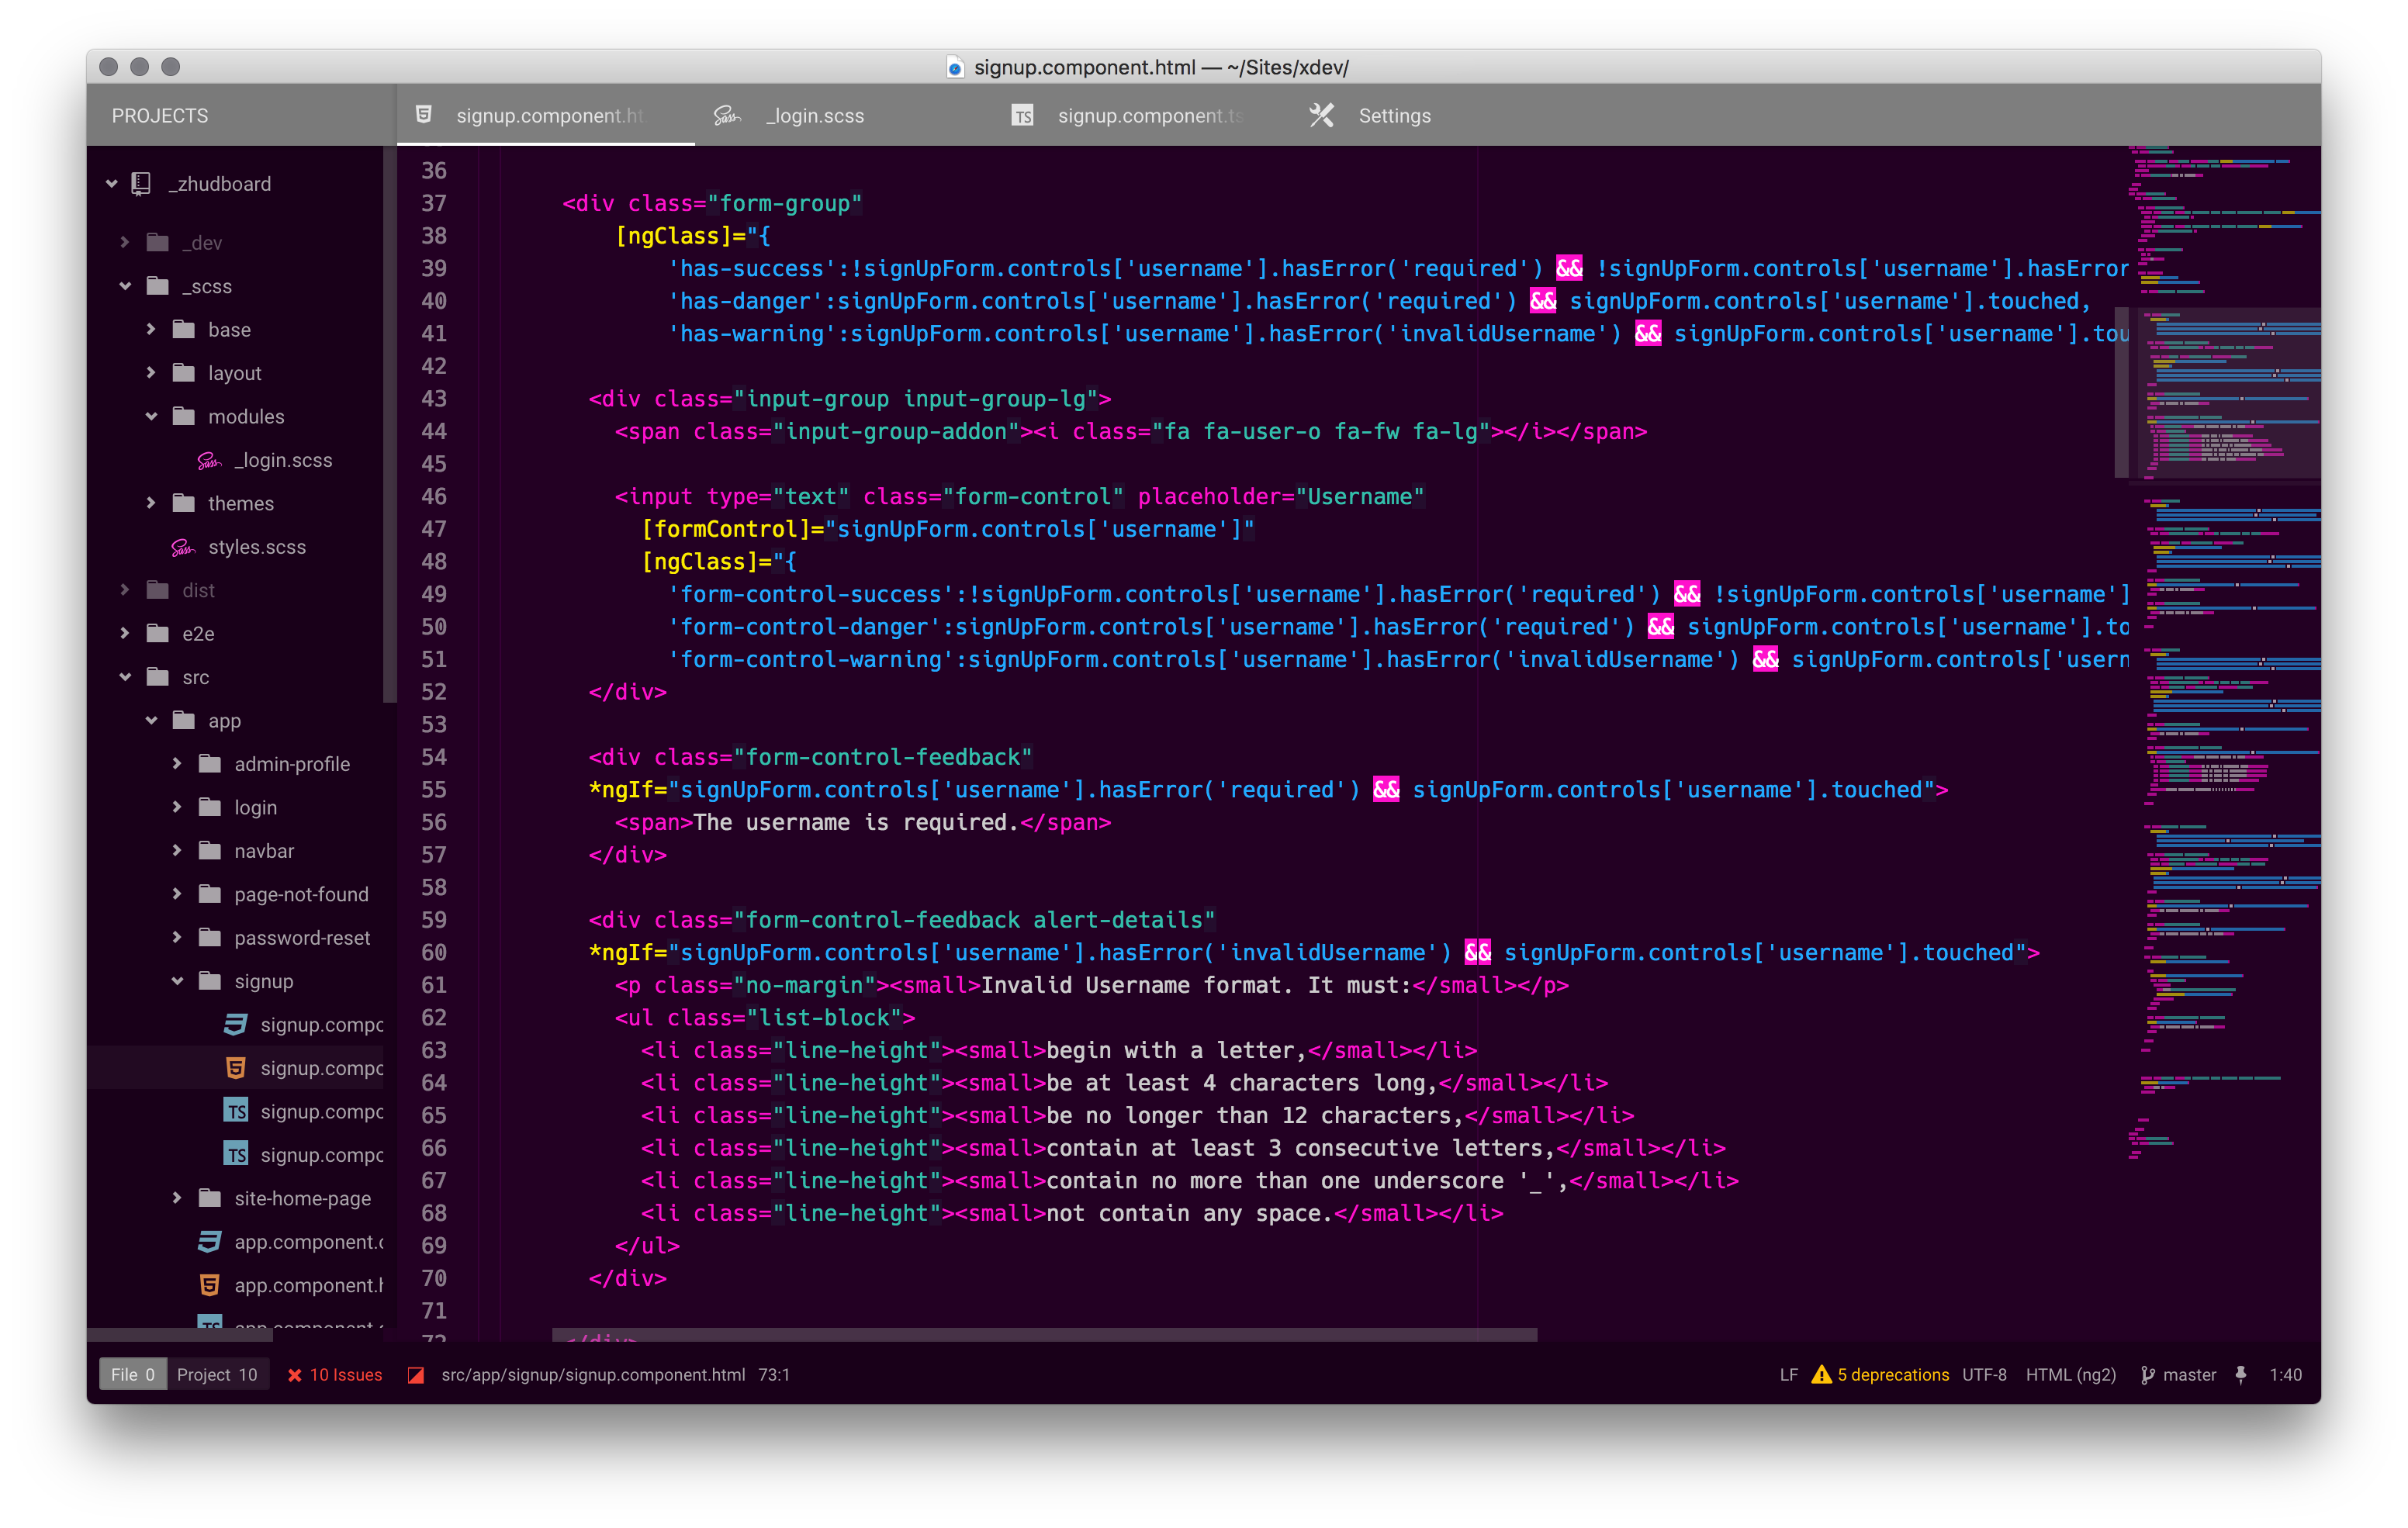 signup.component.html — ~/Sites/xdev/
PROJECTS
signup.component.ht
_login.scss
TS signup.component.ts
Settings
_zhudboard
_dev
_scss
base
layout
modules
_login.scss
themes
styles.scss
dist
e2e
src
app
admin-profile
login
navbar
page-not-found
password-reset
signup
signup.compo
signup.compo
TS signup.compo
TS signup.compo
site-home-page
app.component.c
app.component.h
36
37 <div class="form-group"
38 [ngClass]="{
39 'has-success':!signUpForm.controls['username'].hasError('required') && !signUpForm.controls['username'].hasError
40 'has-danger':signUpForm.controls['username'].hasError('required') && signUpForm.controls['username'].touched,
41 'has-warning':signUpForm.controls['username'].hasError('invalidUsername') && signUpForm.controls['username'].tou
42
43 <div class="input-group input-group-lg">
44 <span class="input-group-addon"><i class="fa fa-user-o fa-fw fa-lg"></i></span>
45
46 <input type="text" class="form-control" placeholder="Username"
47 [formControl]="signUpForm.controls['username']"
48 [ngClass]="{
49 'form-control-success':!signUpForm.controls['username'].hasError('required') && !signUpForm.controls['username']
50 'form-control-danger':signUpForm.controls['username'].hasError('required') && signUpForm.controls['username'].to
51 'form-control-warning':signUpForm.controls['username'].hasError('invalidUsername') && signUpForm.controls['usern
52 </div>
53
54 <div class="form-control-feedback"
55 *ngIf="signUpForm.controls['username'].hasError('required') && signUpForm.controls['username'].touched">
56 <span>The username is required.</span>
57 </div>
58
59 <div class="form-control-feedback alert-details"
60 *ngIf="signUpForm.controls['username'].hasError('invalidUsername') && signUpForm.controls['username'].touched">
61 <p class="no-margin"><small>Invalid Username format. It must:</small></p>
62 <ul class="list-block">
63 <li class="line-height"><small>begin with a letter,</small></li>
64 <li class="line-height"><small>be at least 4 characters long,</small></li>
65 <li class="line-height"><small>be no longer than 12 characters,</small></li>
66 <li class="line-height"><small>contain at least 3 consecutive letters,</small></li>
67 <li class="line-height"><small>contain no more than one underscore '_',</small></li>
68 <li class="line-height"><small>not contain any space.</small></li>
69 </ul>
70 </div>
71
72 </div>
File 0 Project 10 10 Issues src/app/signup/signup.component.html 73:1 LF 5 deprecations UTF-8 HTML (ng2) master 1:40